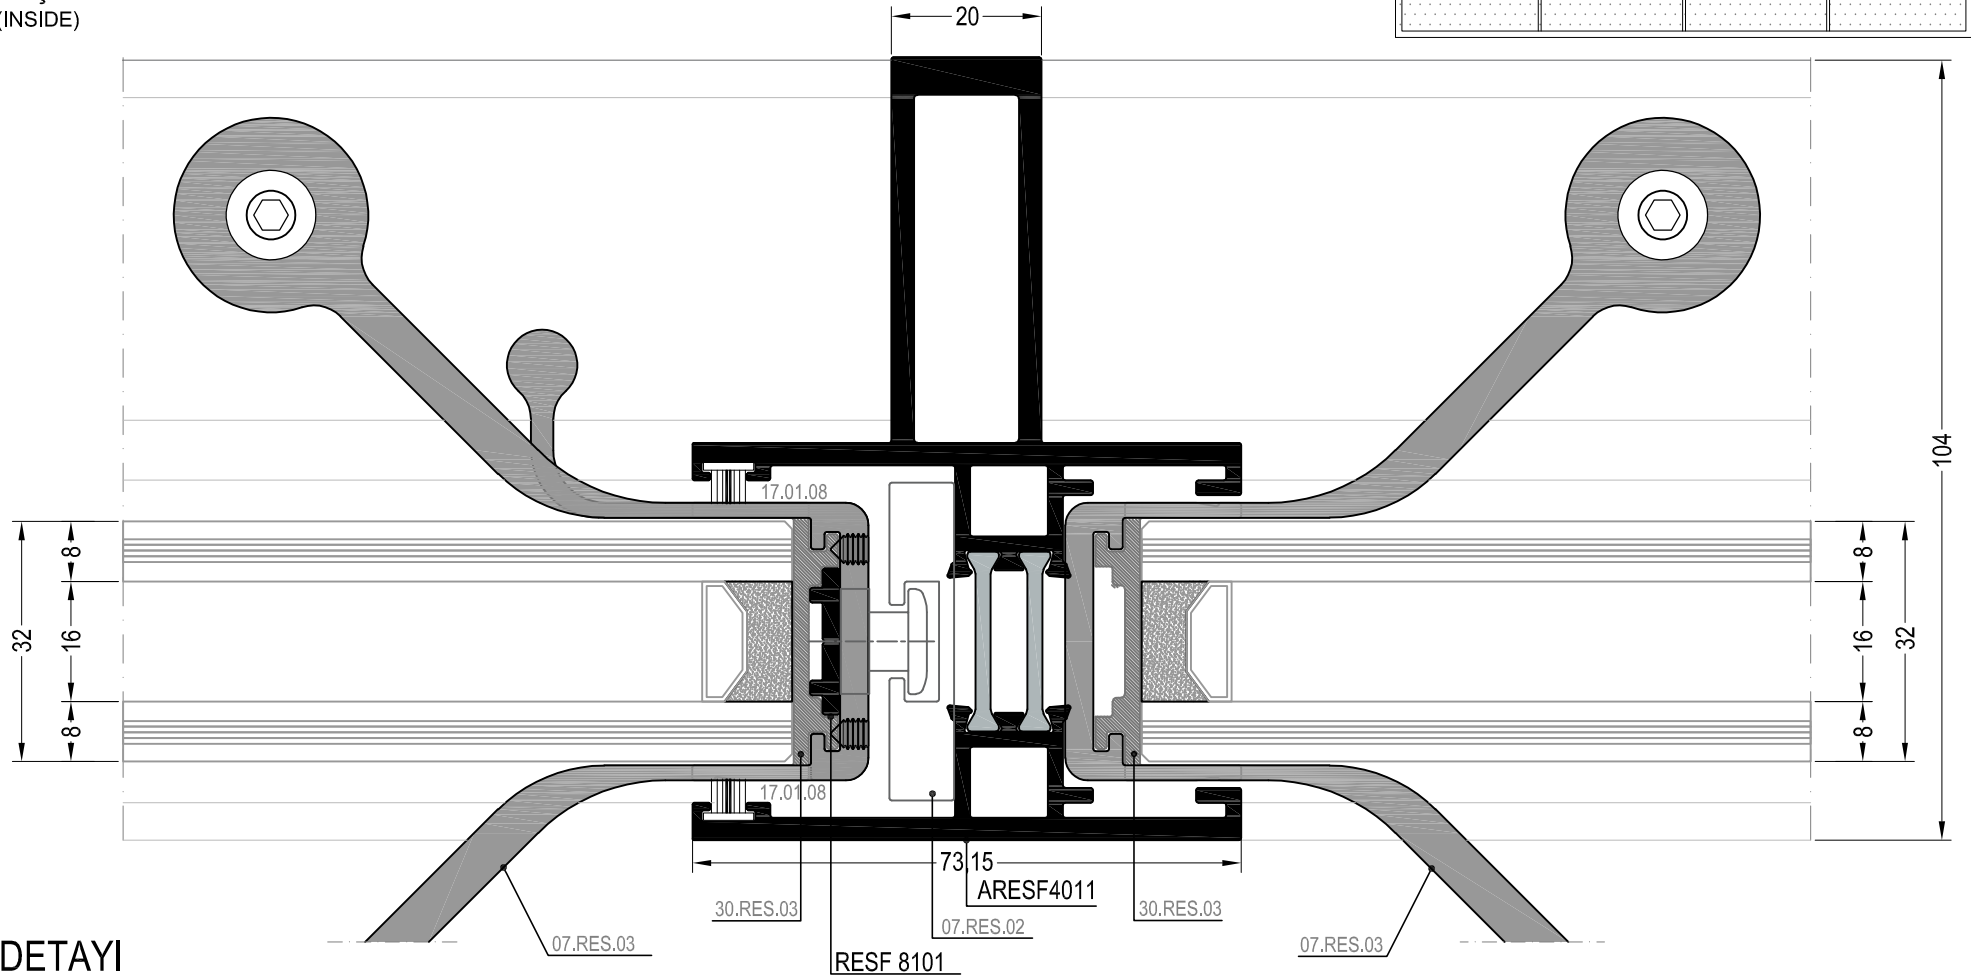 (INSIDE)
20
104
17.01.08
8
16
32
8
8
16
32
8
17.01.08
73,15
ARESF4011
30.RES.03
30.RES.03
07.RES.02
07.RES.03
07.RES.03
RESF 8101
DETAYI